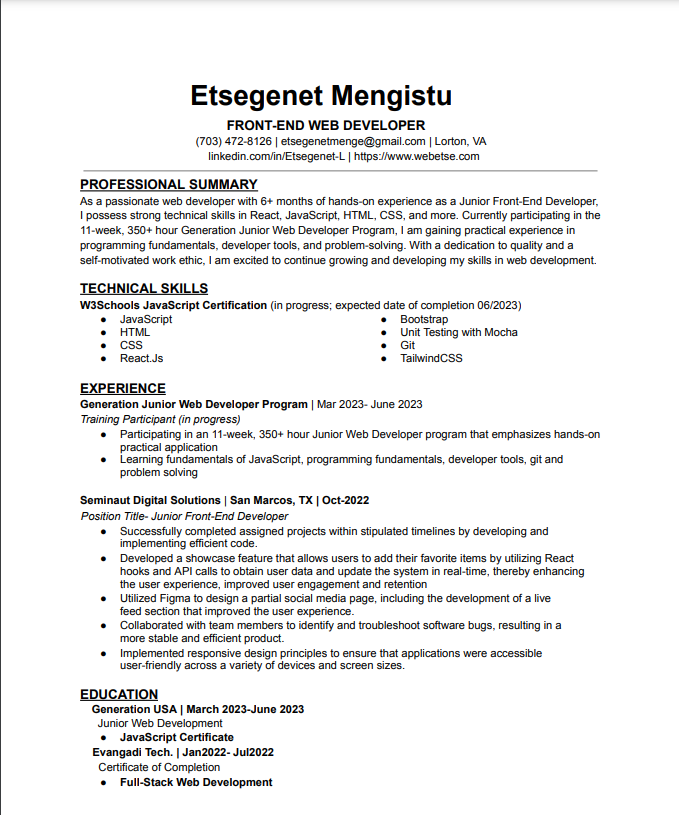 Etsegenet Mengistu
FRONT-END WEB DEVELOPER
(703) 472-8126 | etsegenetmenge@gmail.com | Lorton, VA
linkedin.com/in/Etsegenet-L | https://www.webetse.com
PROFESSIONAL SUMMARY
As a passionate web developer with 6+ months of hands-on experience as a Junior Front-End Developer,
I possess strong technical skills in React, JavaScript, HTML, CSS, and more. Currently participating in the
11-week, 350+ hour Generation Junior Web Developer Program, I am gaining practical experience in
programming fundamentals, developer tools, and problem-solving. With a dedication to quality and a
self-motivated work ethic, I am excited to continue growing and developing my skills in web development.
TECHNICAL SKILLS
W3Schools JavaScript Certification (in progress; expected date of completion 06/2023)
● JavaScript
● HTML
● CSS
● React.Js
● Bootstrap
● Unit Testing with Mocha
● Git
● TailwindCSS
EXPERIENCE
Generation Junior Web Developer Program | Mar 2023- June 2023
Training Participant (in progress)
● Participating in an 11-week, 350+ hour Junior Web Developer program that emphasizes hands-on
practical application
● Learning fundamentals of JavaScript, programming fundamentals, developer tools, git and
problem solving
Seminaut Digital Solutions | San Marcos, TX | Oct-2022
Position Title- Junior Front-End Developer
● Successfully completed assigned projects within stipulated timelines by developing and
implementing efficient code.
● Developed a showcase feature that allows users to add their favorite items by utilizing React
hooks and API calls to obtain user data and update the system in real-time, thereby enhancing
the user experience, improved user engagement and retention
● Utilized Figma to design a partial social media page, including the development of a live
feed section that improved the user experience.
● Collaborated with team members to identify and troubleshoot software bugs, resulting in a
more stable and efficient product.
● Implemented responsive design principles to ensure that applications were accessible
user-friendly across a variety of devices and screen sizes.
EDUCATION
Generation USA | March 2023-June 2023
Junior Web Development
● JavaScript Certificate
Evangadi Tech. | Jan2022- Jul2022
Certificate of Completion
● Full-Stack Web Development